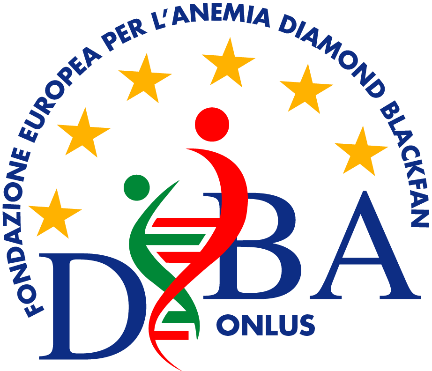 FONDAZIONE EUROPEA PER L'ANEMIA DIAMOND BLACKFAN
DBA
ONLUS